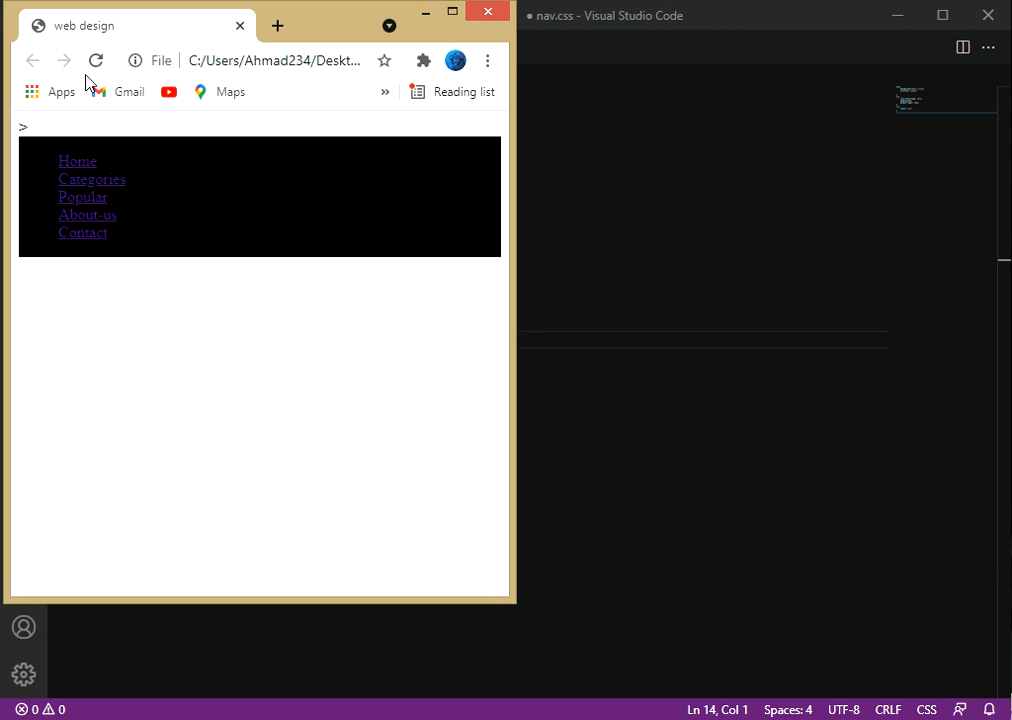 web design
● nav.css - Visual Studio Code
File C:/Users/Ahmad234/Deskt...
Apps Gmail Maps » Reading list
>
Home
Categories
Popular
About-us
Contact
0 0 Ln 14, Col 1 Spaces: 4 UTF-8 CRLF CSS